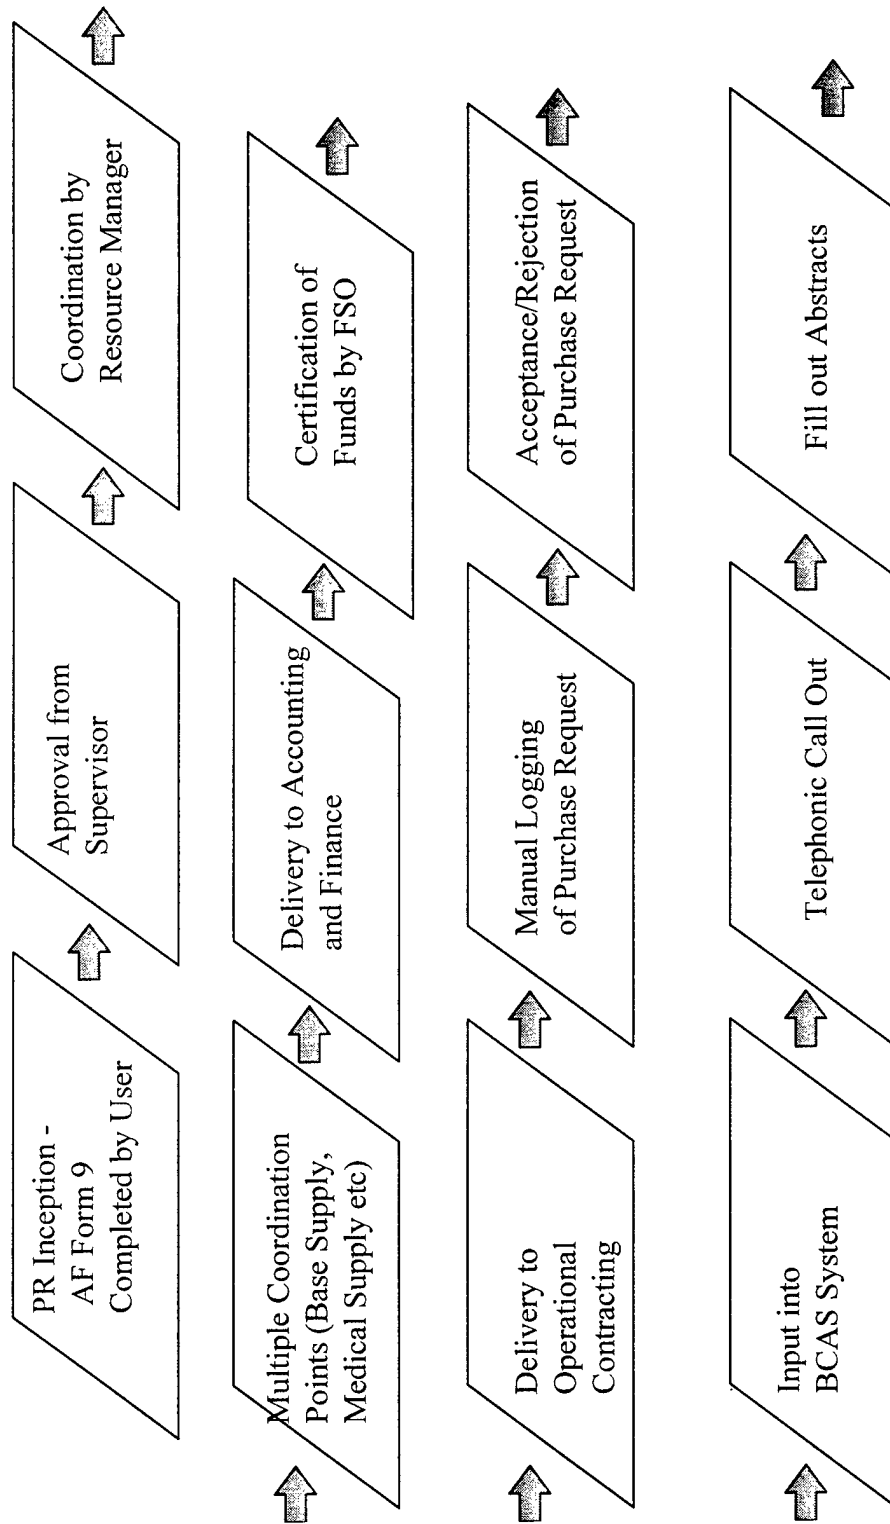 PR Inception -
AF Form 9
Completed by User
Approval from
Supervisor
Coordination by
Resource Manager
Multiple Coordination
Points (Base Supply,
Medical Supply etc)
Delivery to Accounting
and Finance
Certification of
Funds by FSO
Delivery to
Operational
Contracting
Manual Logging
of Purchase Request
Acceptance/Rejection
of Purchase Request
Input into
BCAS System
Telephonic Call Out
Fill out Abstracts